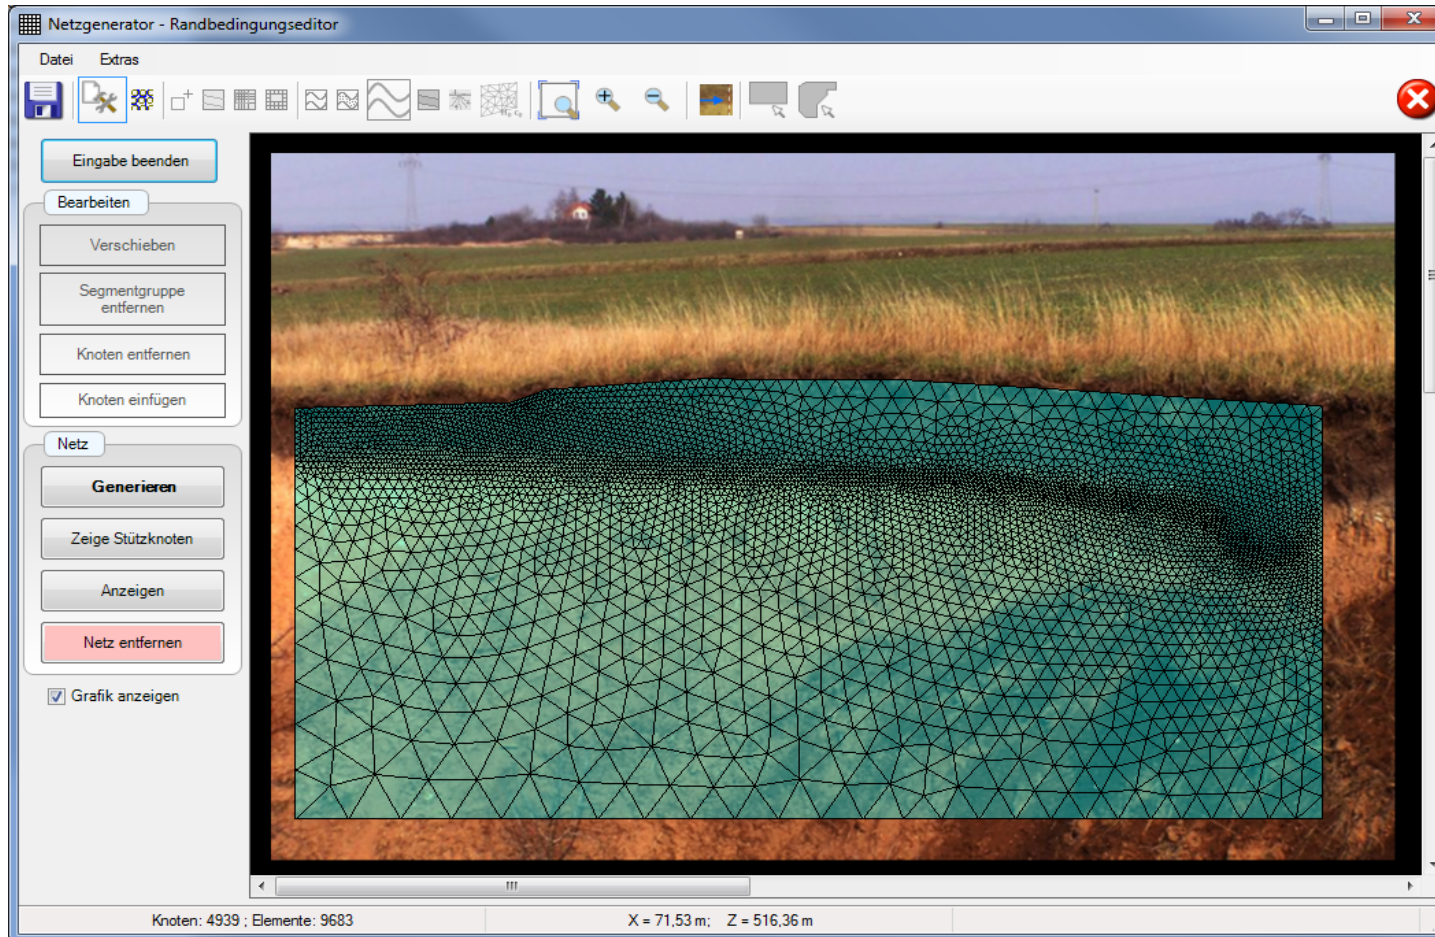 Netzgenerator - Randbedingungseditor
Datei Extras
Eingabe beenden
Bearbeiten
Verschieben
Segmentgruppe
entfernen
Knoten entfernen
Knoten einfügen
Netz
Generieren
Zeige Stützknoten
Anzeigen
Netz entfernen
Grafik anzeigen
Knoten: 4939 ; Elemente: 9683 X = 71,53 m; Z = 516,36 m